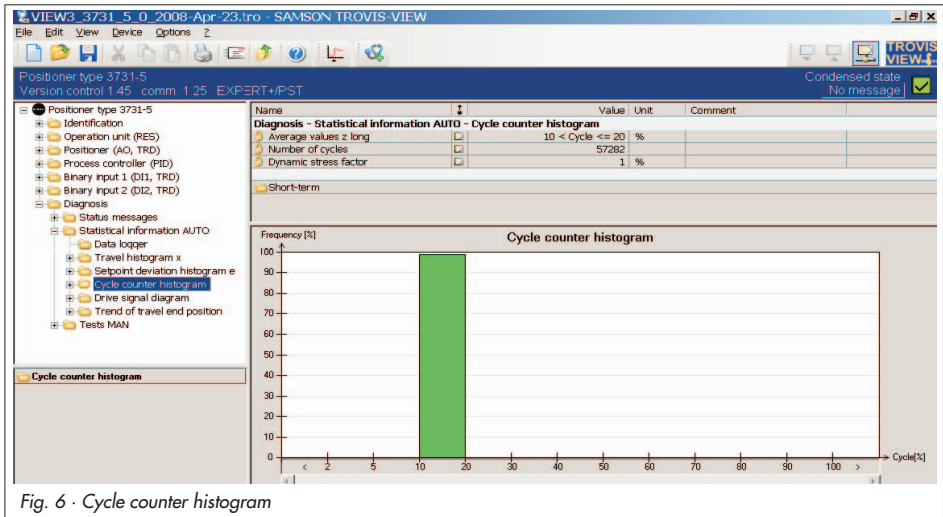 VIEW3_3731_5_0_2008-Apr-23.tro - SAMSON TROVIS-VIEW
File Edit View Device Options ?
TROVIS
VIEW
Positioner type 3731-5
Version control 1.45 comm. 1.25 EXPERT+/PST
Condensed state
No message
Positioner type 3731-5
Identification
Operation unit (RES)
Positioner (AO, TRD)
Process controller (PID)
Binary input 1 (DI1, TRD)
Binary input 2 (DI2, TRD)
Diagnosis
Status messages
Statistical information AUTO
Data logger
Travel histogram x
Setpoint deviation histogram e
Cycle counter histogram
Drive signal diagram
Trend of travel end position
Tests MAN
Cycle counter histogram
Name Value Unit Comment
Diagnosis - Statistical information AUTO - Cycle counter histogram
Average values z long 10 < Cycle <= 20 %
Number of cycles 57282
Dynamic stress factor 1 %
Short-term
Frequency [%]
Cycle counter histogram
100
90
80
70
60
50
40
30
20
10
0
< 2 5 10 20 30 40 50 60 70 80 90 100 >
Cycle[%]
Fig. 6 · Cycle counter histogram